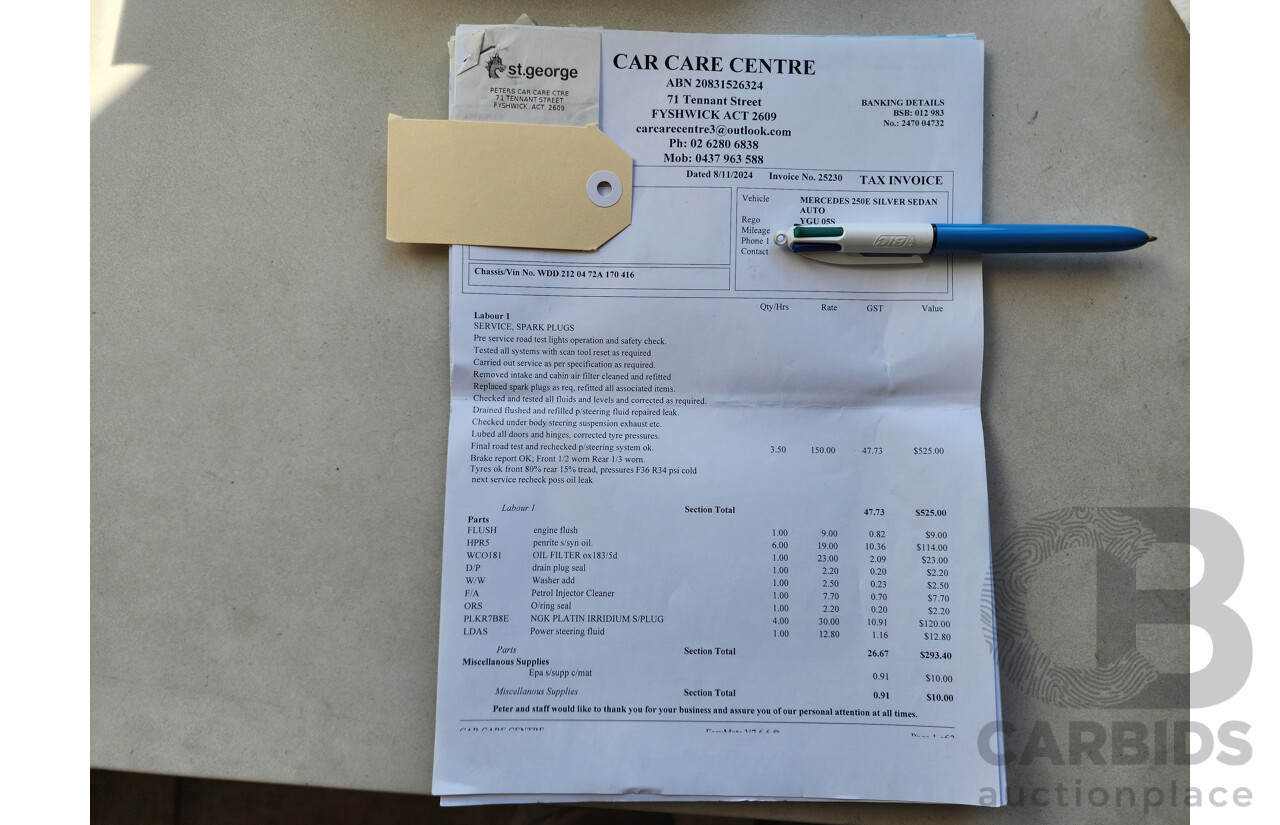 st.george
PETERS CAR CARE CTRE
71 TENNANT STREET
FYSHWICK ACT 2609
CAR CARE CENTRE
ABN 20831526324
71 Tennant Street
FYSHWICK ACT 2609
carcarecentre3@outlook.com
Ph: 02 6280 6838
Mob: 0437 963 588
BANKING DETAILS
BSB: 012 983
No.: 2470 04732
Dated 8/11/2024 Invoice No. 25230 TAX INVOICE
Vehicle MERCEDES 250E SILVER SEDAN
AUTO
Rego YGU 05S
Mileage
Phone 1
Contact
BIC
Chassis/Vin No. WDD 212 04 72A 170 416
Qty/Hrs Rate GST Value
Labour 1
SERVICE, SPARK PLUGS
Pre service road test lights operation and safety check.
Tested all systems with scan tool reset as required
Carried out service as per specification as required.
Removed intake and cabin air filter cleaned and refitted
Replaced spark plugs as req, refitted all associated items.
Checked and tested all fluids and levels and corrected as required.
Drained flushed and refilled p/steering fluid repaired leak.
Checked under body steering suspension exhaust etc.
Lubed all doors and hinges, corrected tyre pressures.
Final road test and rechecked p/steering system ok. 3.50 150.00 47.73 $525.00
Brake report OK; Front 1/2 worn Rear 1/3 worn.
Tyres ok front 80% rear 15% tread, pressures F36 R34 psi cold
next service recheck poss oil leak
Labour 1 Section Total 47.73 $525.00
Parts
FLUSH engine flush 1.00 9.00 0.82 $9.00
HPR5 penrite s/syn oil. 6.00 19.00 10.36 $114.00
WCO181 OIL FILTER ox183/5d 1.00 23.00 2.09 $23.00
D/P drain plug seal 1.00 2.20 0.20 $2.20
W/W Washer add 1.00 2.50 0.23 $2.50
F/A Petrol Injector Cleaner 1.00 7.70 0.70 $7.70
ORS O/ring seal 1.00 2.20 0.20 $2.20
PLKR7B8E NGK PLATIN IRRIDIUM S/PLUG 4.00 30.00 10.91 $120.00
LDAS Power steering fluid 1.00 12.80 1.16 $12.80
Parts Section Total 26.67 $293.40
Miscellanous Supplies
Epa s/supp c/mat 0.91 $10.00
Miscellanous Supplies Section Total 0.91 $10.00
Peter and staff would like to thank you for your business and assure you of our personal attention at all times.
CAR CARE CENTRE
CARBIDS
auctionplace